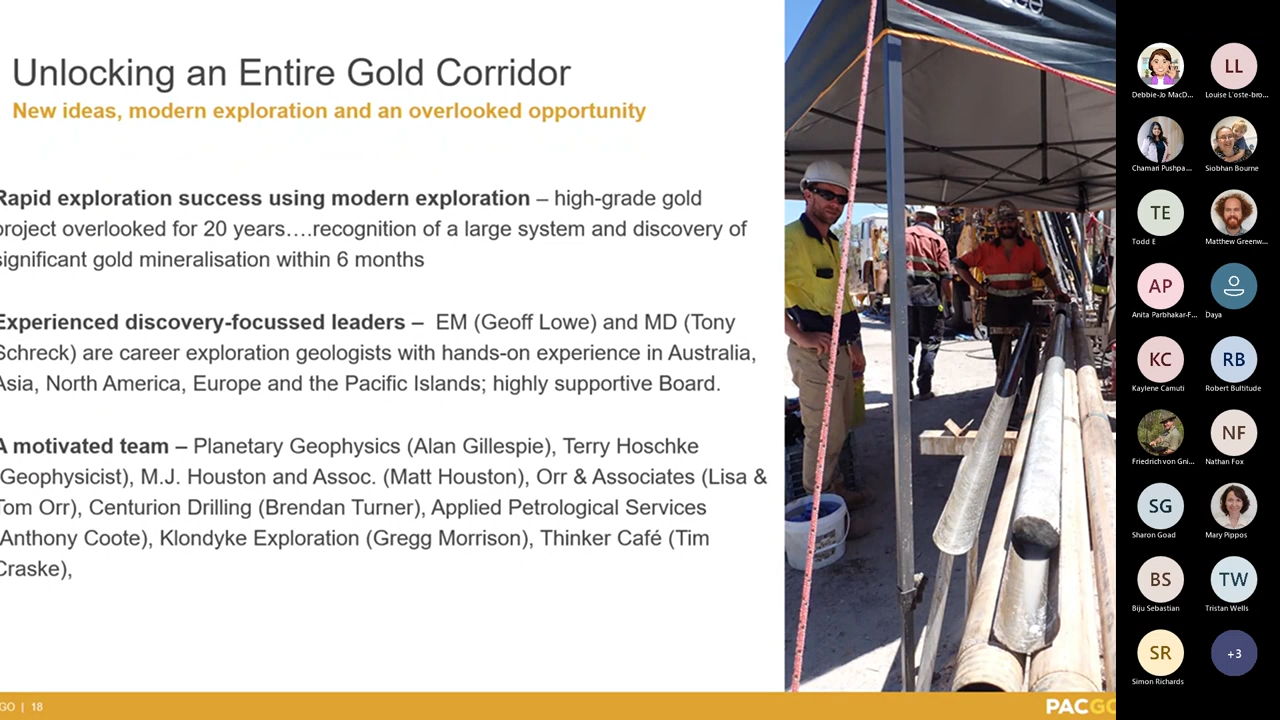 Unlocking an Entire Gold Corridor
New ideas, modern exploration and an overlooked opportunity
Rapid exploration success using modern exploration – high-grade gold
project overlooked for 20 years….recognition of a large system and discovery of
significant gold mineralisation within 6 months
Experienced discovery-focussed leaders – EM (Geoff Lowe) and MD (Tony
Schreck) are career exploration geologists with hands-on experience in Australia,
Asia, North America, Europe and the Pacific Islands; highly supportive Board.
A motivated team – Planetary Geophysics (Alan Gillespie), Terry Hoschke
(Geophysicist), M.J. Houston and Assoc. (Matt Houston), Orr & Associates (Lisa &
Tom Orr), Centurion Drilling (Brendan Turner), Applied Petrological Services
(Anthony Coote), Klondyke Exploration (Gregg Morrison), Thinker Café (Tim
Craske),
GO | 18
PACGO
LL
Debbie-Jo MacD...
Louise L'oste-bro...
Chamari Pushpa...
Siobhan Bourne
TE
Todd E
Matthew Greenw...
AP
Anita Parbhakar-F...
Daya
KC
RB
Kaylene Camuti
Robert Bultitude
NF
Friedrich von Gni...
Nathan Fox
SG
Sharon Goad
Mary Pippos
BS
TW
Biju Sebastian
Tristan Wells
SR
+3
Simon Richards